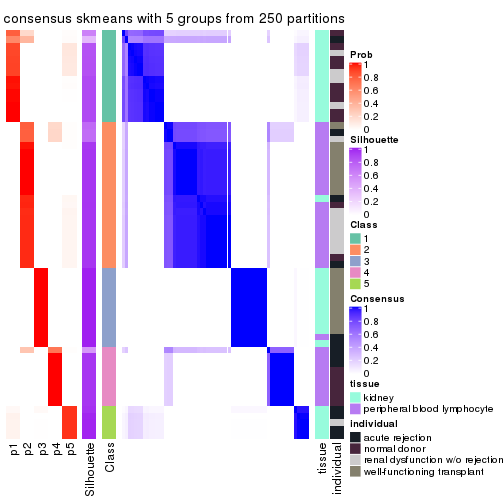 consensus skmeans with 5 groups from 250 partitions
Prob
1
0.8
0.6
0.4
0.2
0
Silhouette
1
0.8
0.6
0.4
0.2
0
Class
1
2
3
4
5
Consensus
1
0.8
0.6
0.4
0.2
0
tissue
kidney
peripheral blood lymphocyte
individual
acute rejection
normal donor
renal dysfunction w/o rejection
well-functioning transplant
p1
p2
p3
p4
p5
Silhouette
Class
tissue
individual